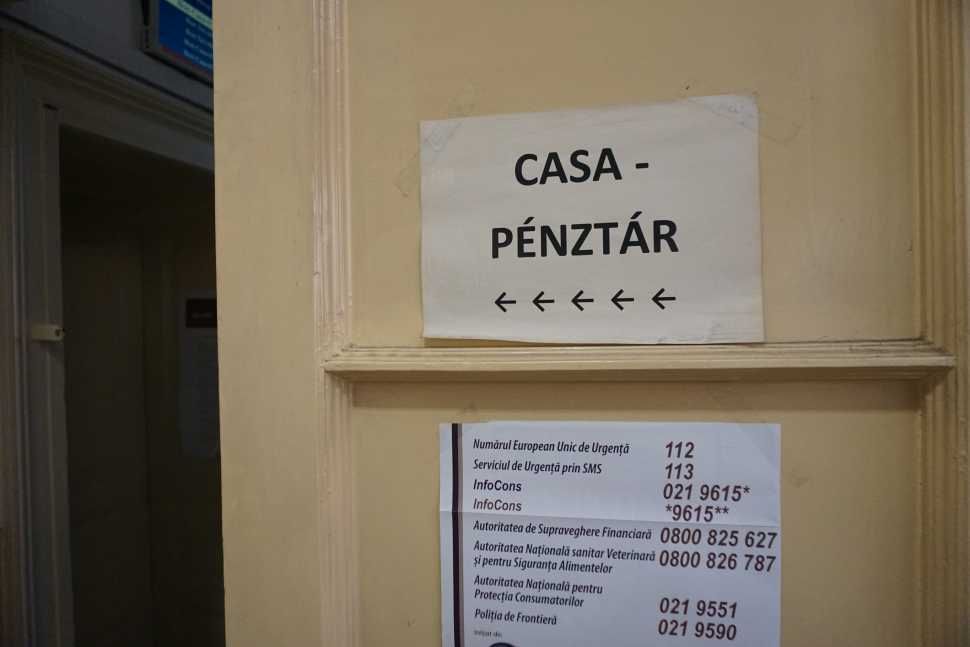 CASA -
PÉNZTÁR
← ← ← ← ←
Numărul European Unic de Urgență 112
Serviciul de Urgență prin SMS 113
InfoCons 021 9615*
InfoCons *9615**
Autoritatea de Supraveghere Financiară 0800 825 627
Autoritatea Națională sanitar Veterinară 0800 826 787
și pentru Siguranța Alimentelor
Autoritatea Națională pentru
Protecția Consumatorilor 021 9551
Poliția de Frontieră 021 9590
Inițiat de: